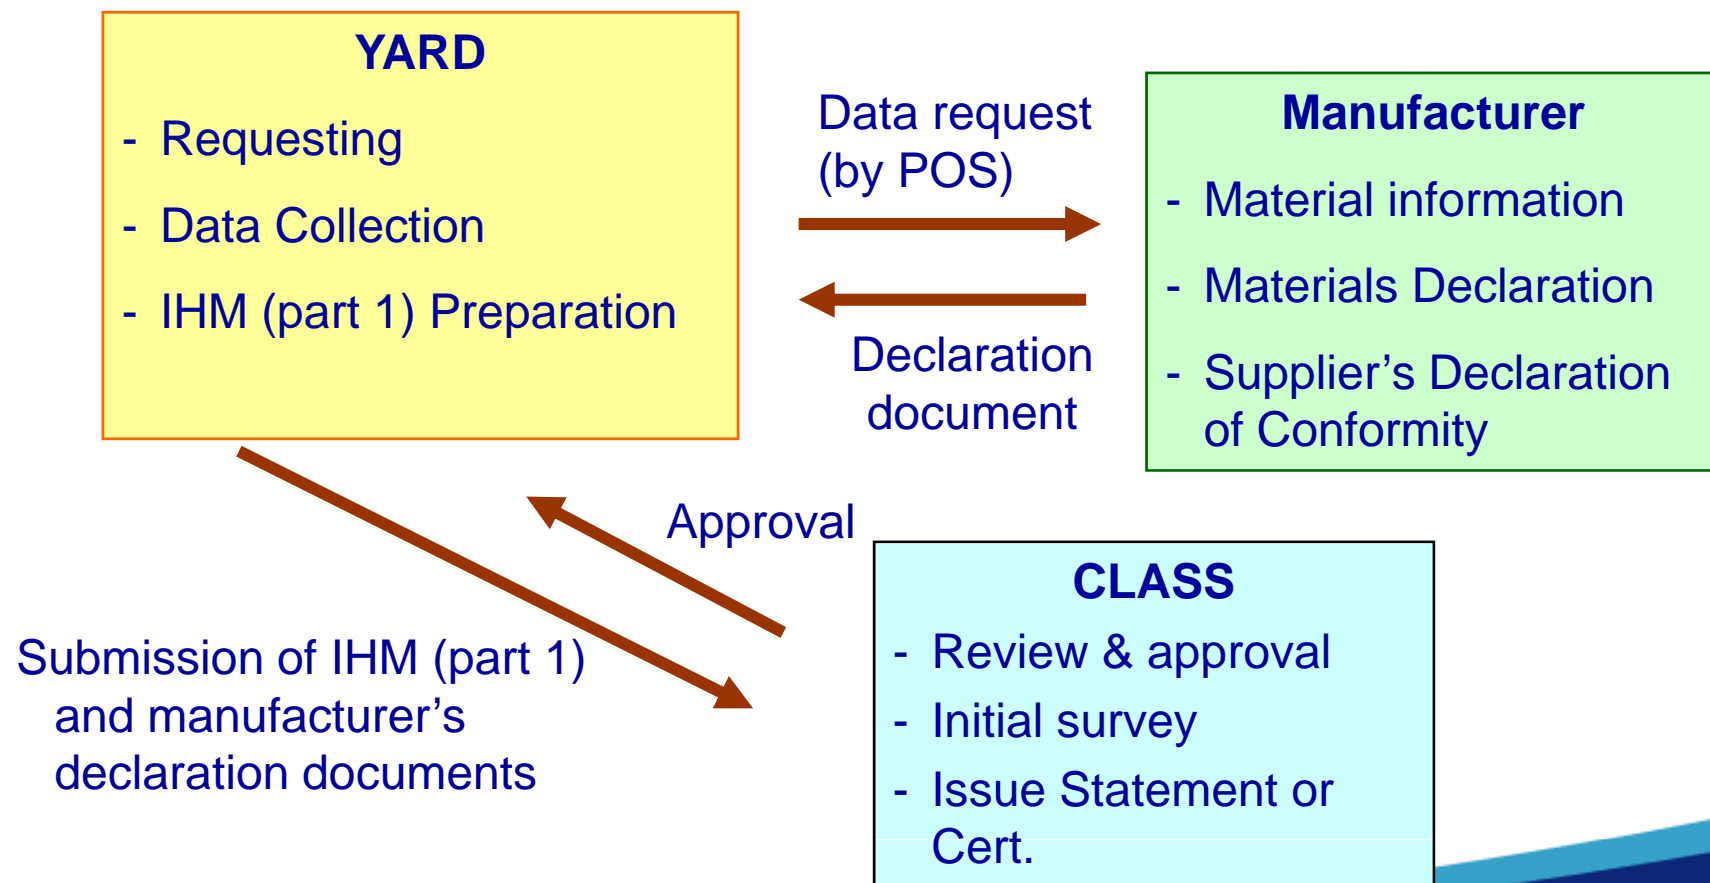 YARD
- Requesting
- Data Collection
- IHM (part 1) Preparation
Data request
(by POS)
Declaration
document
Manufacturer
- Material information
- Materials Declaration
- Supplier’s Declaration
of Conformity
Approval
Submission of IHM (part 1)
and manufacturer’s
declaration documents
CLASS
- Review & approval
- Initial survey
- Issue Statement or
Cert.